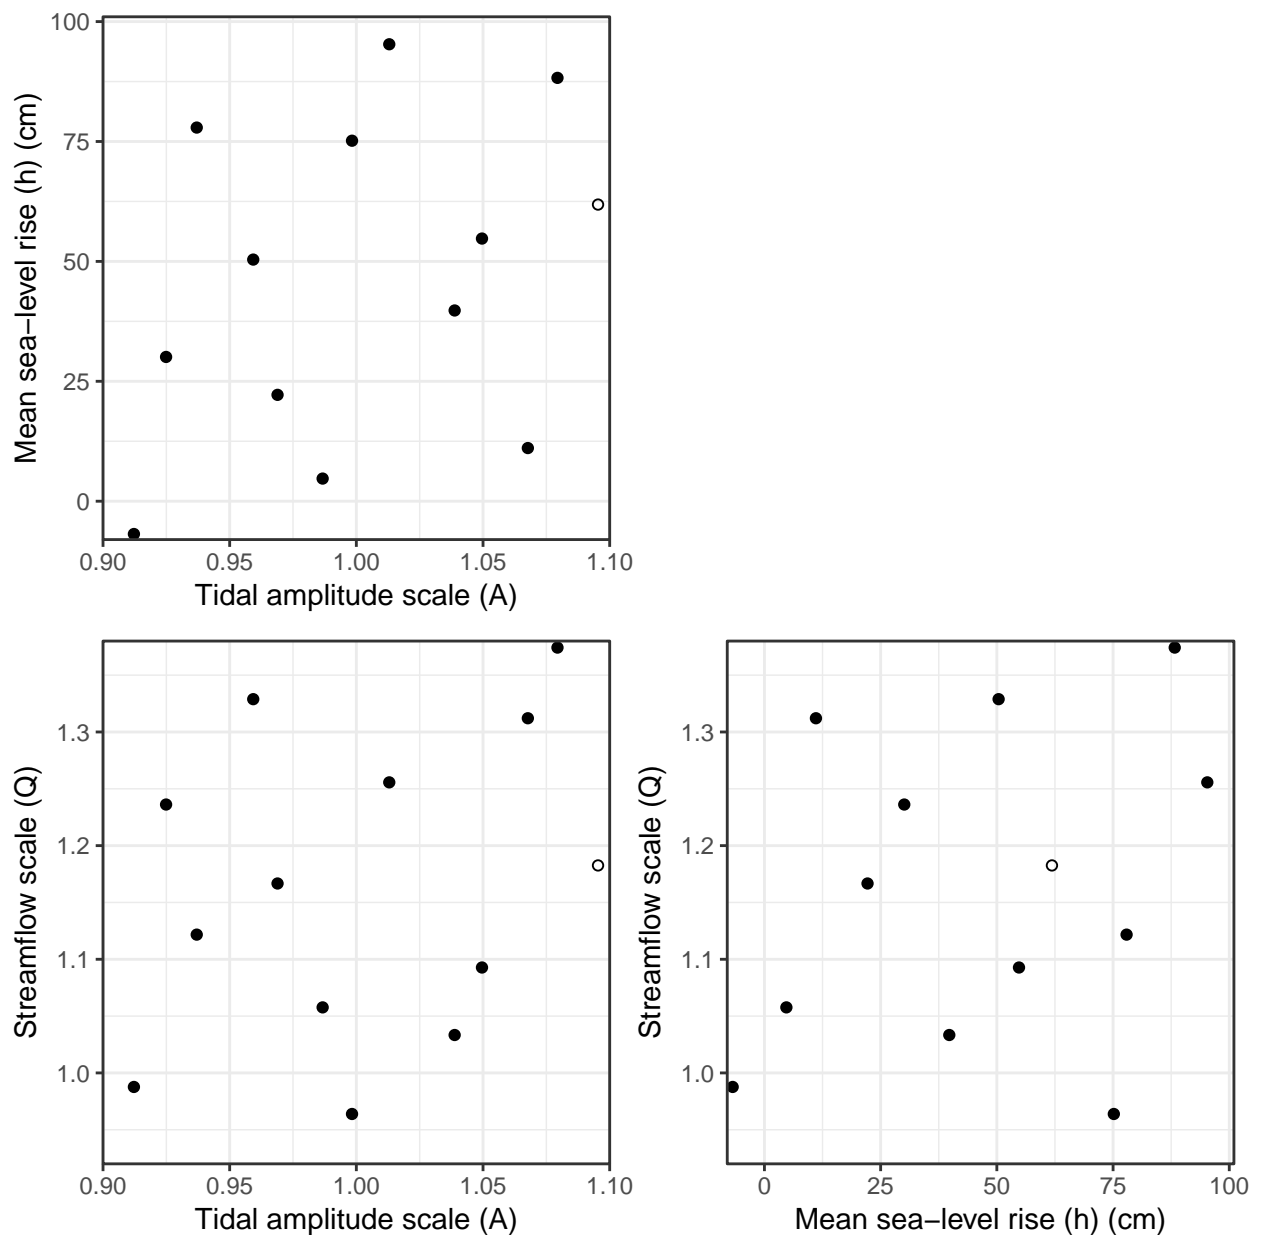 100
75
50
25
0
Mean sea−level rise (h) (cm)
0.90 0.95 1.00 1.05 1.10
Tidal amplitude scale (A)
1.3
1.2
1.1
1.0
Streamflow scale (Q)
0.90 0.95 1.00 1.05 1.10
Tidal amplitude scale (A)
1.3
1.2
1.1
1.0
Streamflow scale (Q)
0 25 50 75 100
Mean sea−level rise (h) (cm)